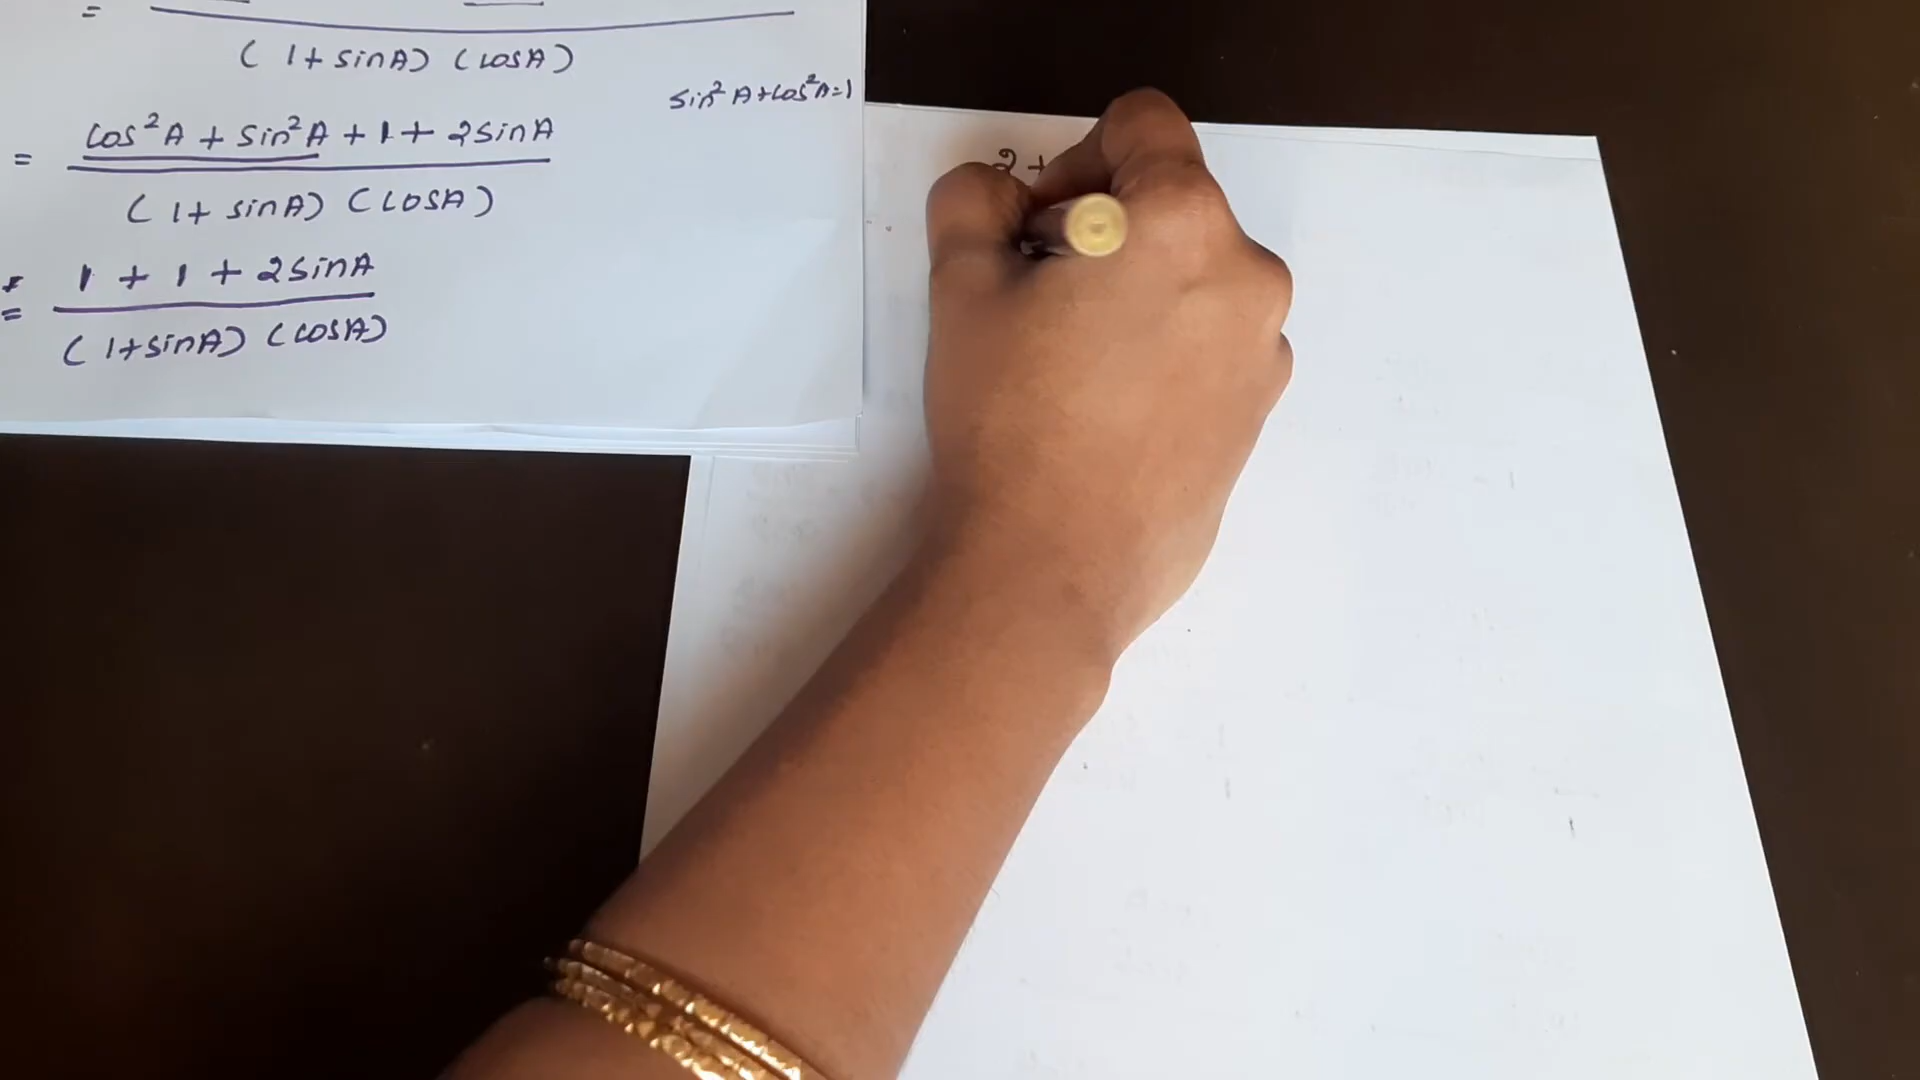 =
(1+sinA) (cosA)
sin²A+cos²A=1
cos²A + sin²A + 1 + 2sinA
=
(1+ sinA) (cosA)
1 + 1 + 2sinA
=
(1+sinA) (cosA)
2+